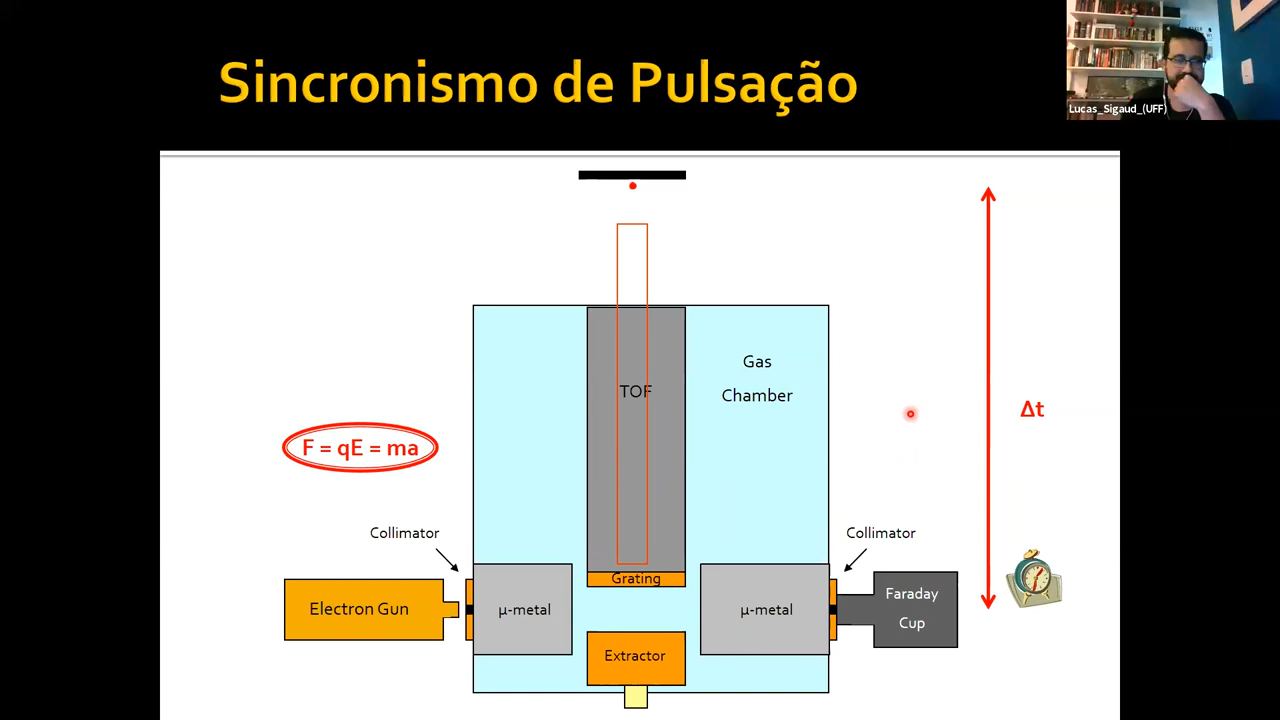 Sincronismo de Pulsação
Lucas_Sigaud_(UFF)
TOF
Gas
Chamber
Δt
F = qE = ma
Collimator
Collimator
Grating
Electron Gun
μ-metal
μ-metal
Faraday
Cup
Extractor